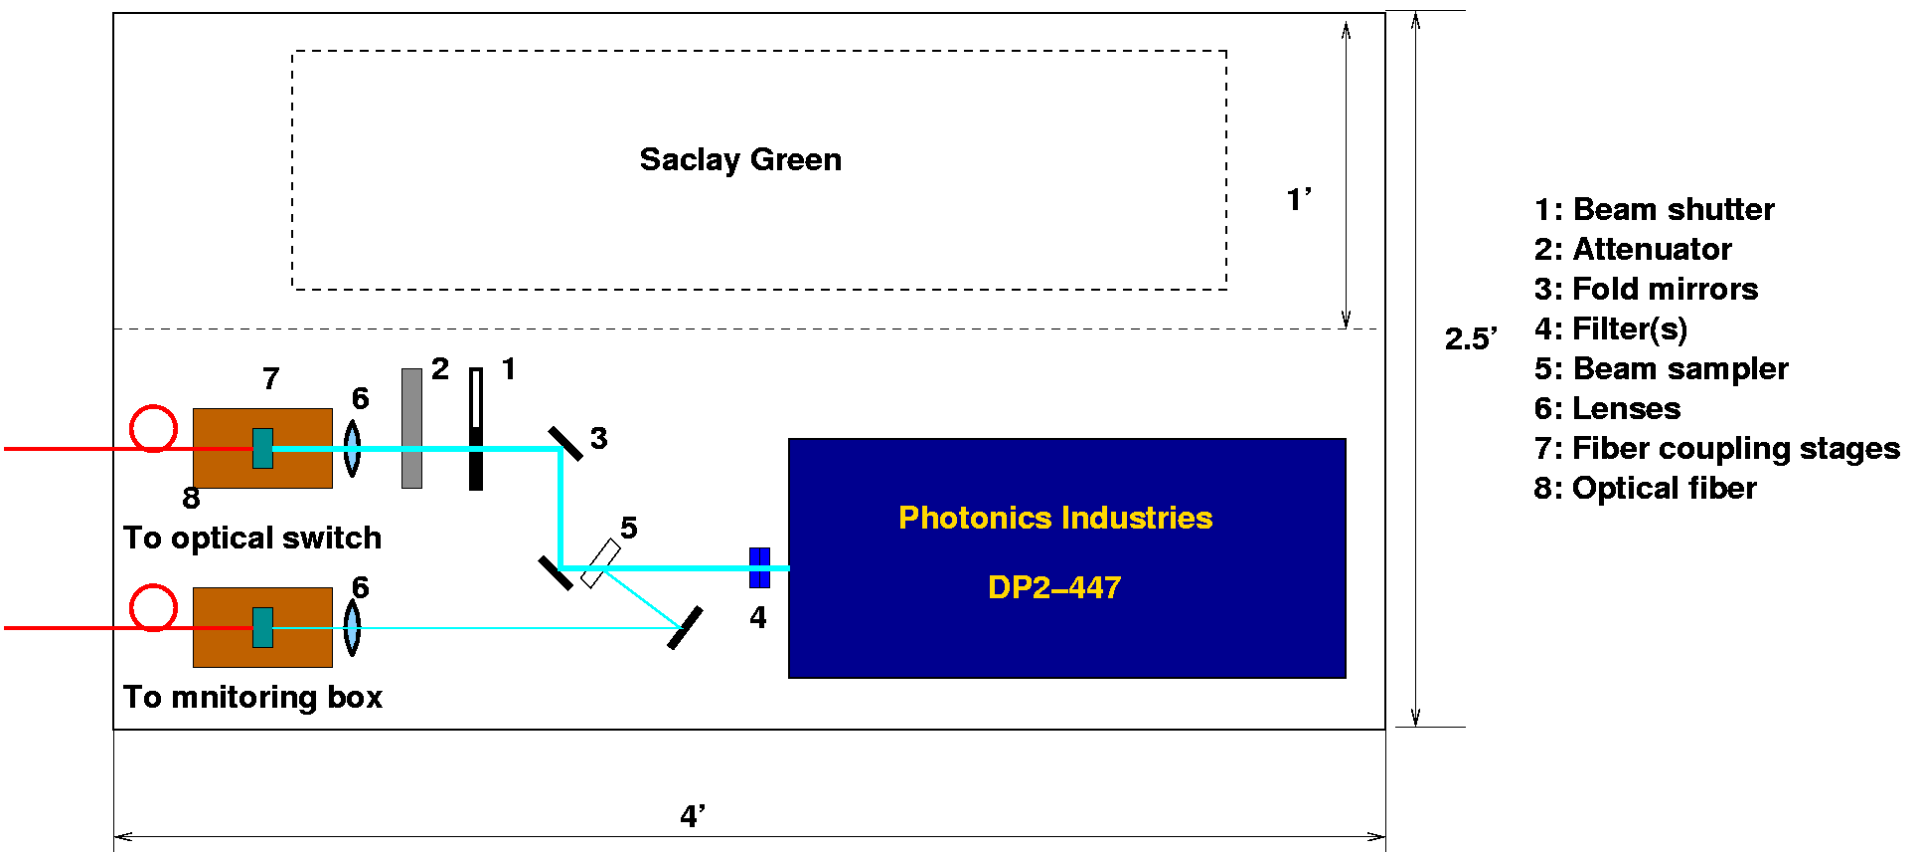 Saclay Green
1’
2.5’
1: Beam shutter
2: Attenuator
3: Fold mirrors
4: Filter(s)
5: Beam sampler
6: Lenses
7: Fiber coupling stages
8: Optical fiber
7
6
2
1
3
8
To optical switch
5
Photonics Industries
DP2–447
4
6
To mnitoring box
4’